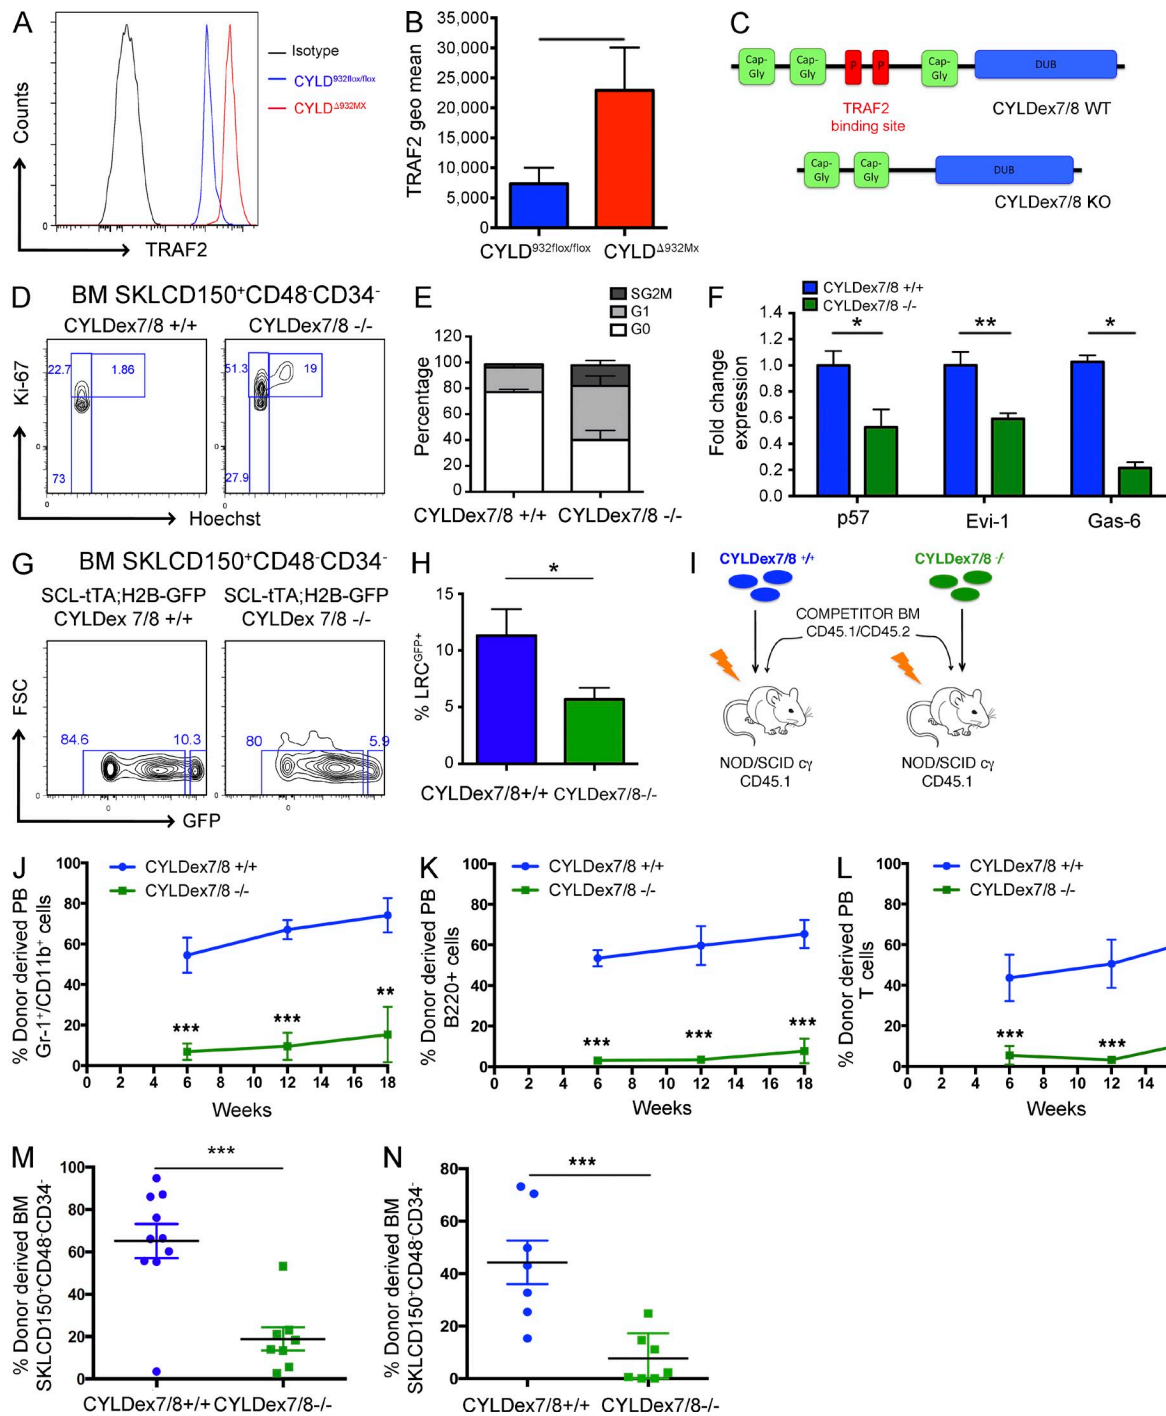 A
Counts
TRAF2
0
Isotype
CYLD932flox/flox
CYLDΔ932MX
B
TRAF2 geo mean
35,000
30,000
25,000
20,000
15,000
10,000
5,000
0
CYLD932flox/flox
CYLDΔ932Mx
C
Cap-Gly
Cap-Gly
P
P
Cap-Gly
DUB
TRAF2
binding site
CYLDex7/8 WT
Cap-Gly
Cap-Gly
DUB
CYLDex7/8 KO
D
BM SKLCD150+CD48-CD34-
CYLDex7/8 +/+
CYLDex7/8 -/-
Ki-67
22.7
1.86
73
0
51.3
19
27.9
0
Hoechst
E
SG2M
G1
G0
Percentage
120
100
80
60
40
20
0
CYLDex7/8 +/+
CYLDex7/8 -/-
F
CYLDex7/8 +/+
CYLDex7/8 -/-
Fold change
expression
1.4
1.2
1.0
0.8
0.6
0.4
0.2
0.0
*
**
*
p57
Evi-1
Gas-6
G
BM SKLCD150+CD48-CD34-
SCL-tTA;H2B-GFP
CYLDex 7/8 +/+
SCL-tTA;H2B-GFP
CYLDex 7/8 -/-
FSC
84.6
10.3
0
80
5.9
0
GFP
H
% LRCGFP+
15
10
5
0
*
CYLDex7/8+/+
CYLDex7/8-/-
I
CYLDex7/8 +/+
CYLDex7/8 -/-
COMPETITOR BM
CD45.1/CD45.2
NOD/SCID cγ
CD45.1
NOD/SCID cγ
CD45.1
J
CYLDex7/8 +/+
CYLDex7/8 -/-
% Donor derived PB
Gr-1+/CD11b+ cells
100
80
60
40
20
0
***
***
**
0 2 4 6 8 10 12 14 16 18
Weeks
K
CYLDex7/8 +/+
CYLDex7/8 -/-
% Donor derived PB
B220+ cells
100
80
60
40
20
0
***
***
***
0 2 4 6 8 10 12 14 16 18
Weeks
L
CYLDex7/8 +/+
CYLDex7/8 -/-
% Donor derived PB
T cells
100
80
60
40
20
0
***
***
0 2 4 6 8 10 12 14
Weeks
M
% Donor derived BM
SKLCD150+CD48-CD34-
100
80
60
40
20
0
***
CYLDex7/8+/+
CYLDex7/8-/-
N
% Donor derived BM
SKLCD150+CD48-CD34-
80
60
40
20
0
***
CYLDex7/8+/+
CYLDex7/8-/-